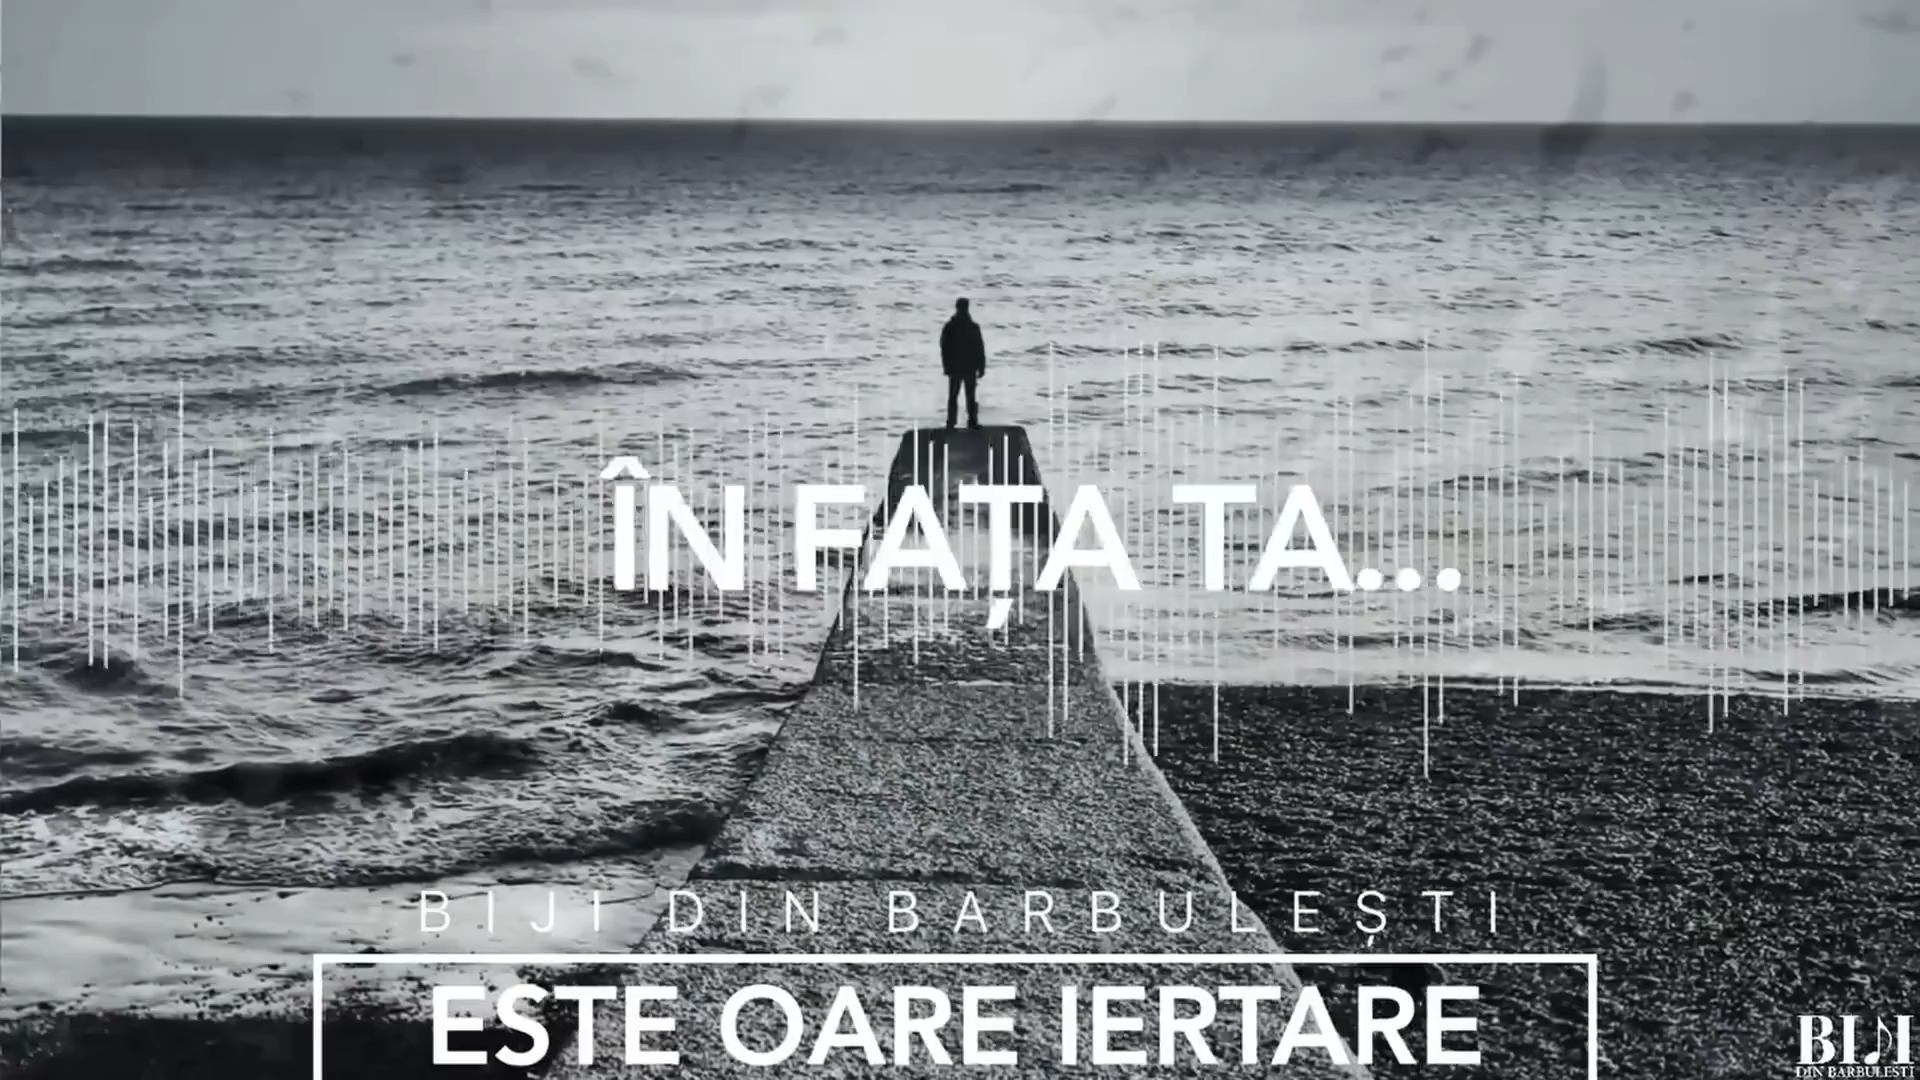 ÎN FAȚA TA...
BIJI DIN BARBULEȘTI
ESTE OARE IERTARE
BIJI
DIN BARBULESTI